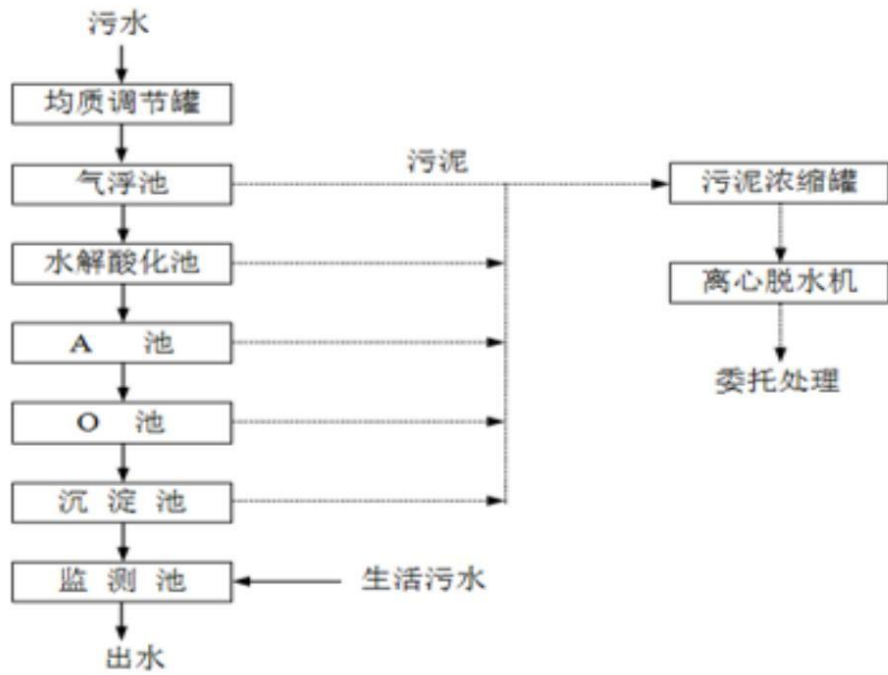 污水
均质调节罐
气浮池
污泥
污泥浓缩罐
水解酸化池
离心脱水机
A 池
委托处理
O 池
沉 淀 池
监 测 池
生活污水
出水